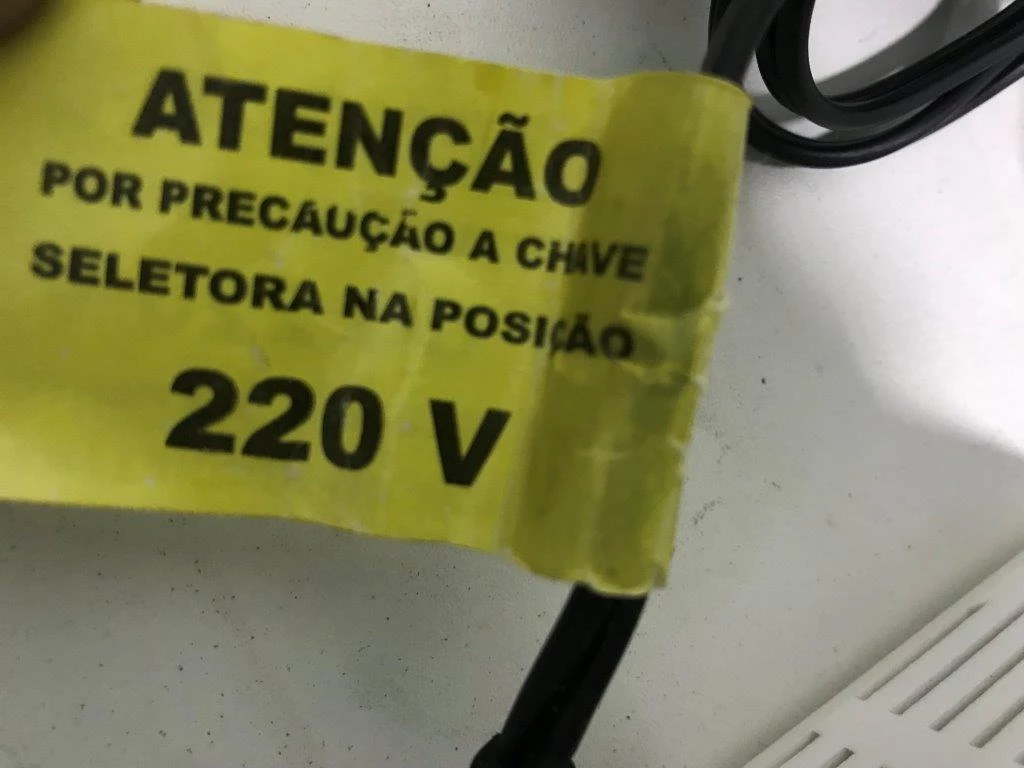 ATENÇÃO
POR PRECAUÇÃO A CHAVE
SELETORA NA POSIÇÃO
220 V